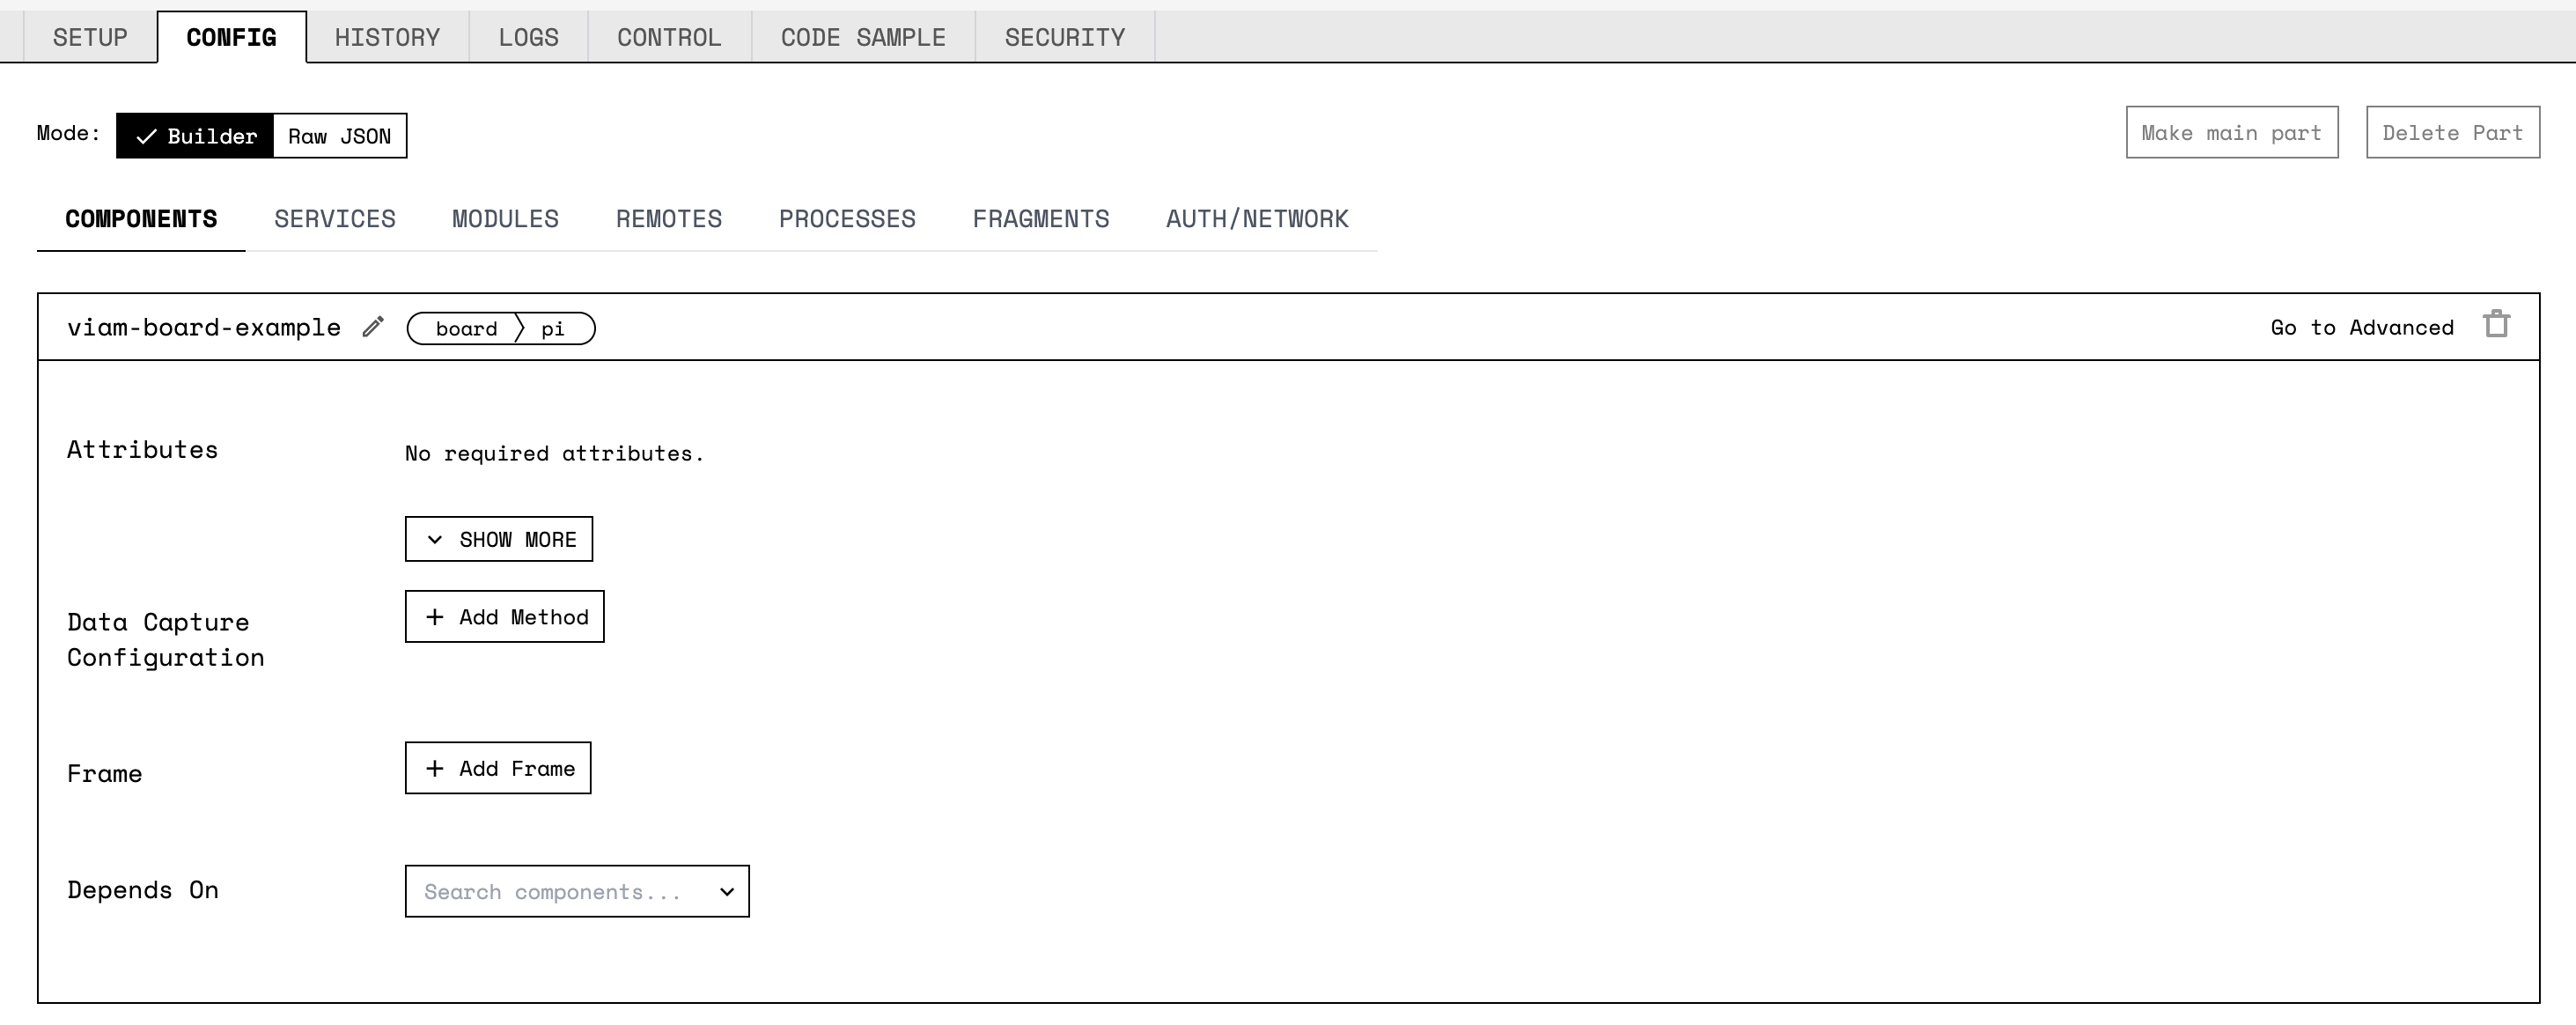 SETUP CONFIG HISTORY LOGS CONTROL CODE SAMPLE SECURITY
Mode: Builder Raw JSON Make main part Delete Part
COMPONENTS SERVICES MODULES REMOTES PROCESSES FRAGMENTS AUTH/NETWORK
viam-board-example board pi Go to Advanced
Attributes No required attributes.
SHOW MORE
Data Capture
Configuration
Add Method
Frame Add Frame
Depends On Search components...